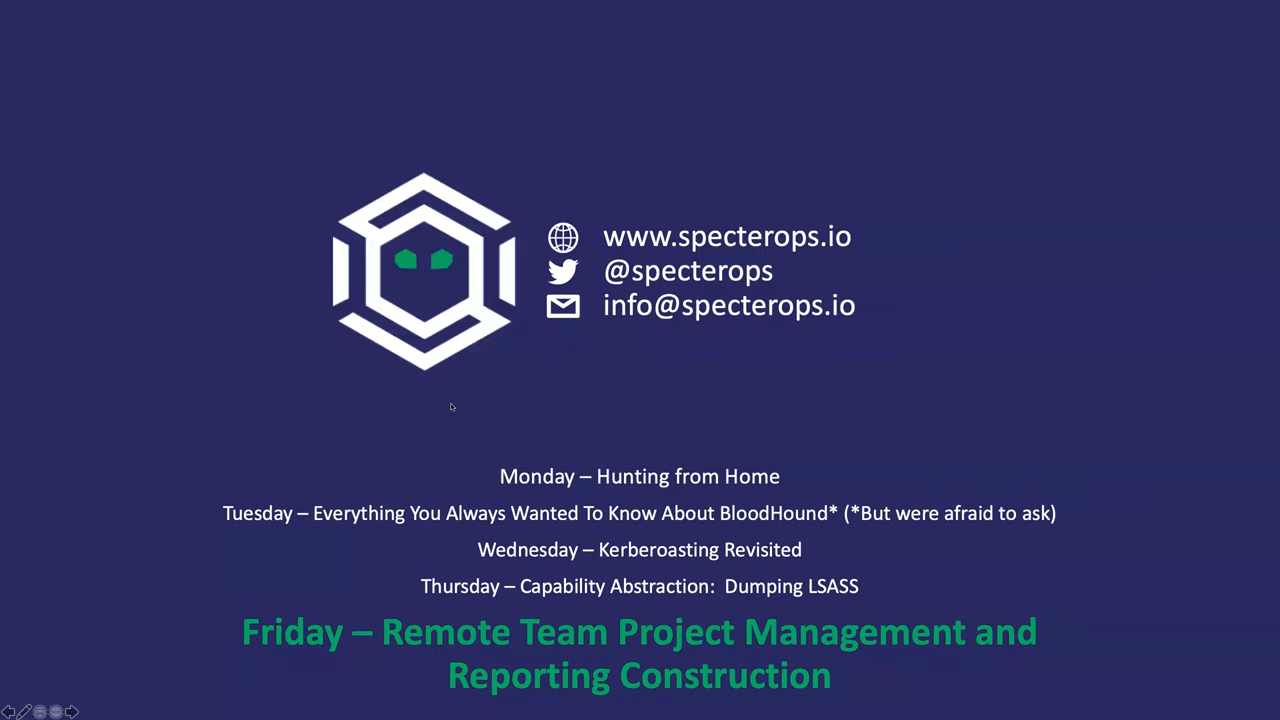 www.specterops.io
@specterops
info@specterops.io
Monday – Hunting from Home
Tuesday – Everything You Always Wanted To Know About BloodHound* (*But were afraid to ask)
Wednesday – Kerberoasting Revisited
Thursday – Capability Abstraction:  Dumping LSASS
Friday – Remote Team Project Management and
Reporting Construction